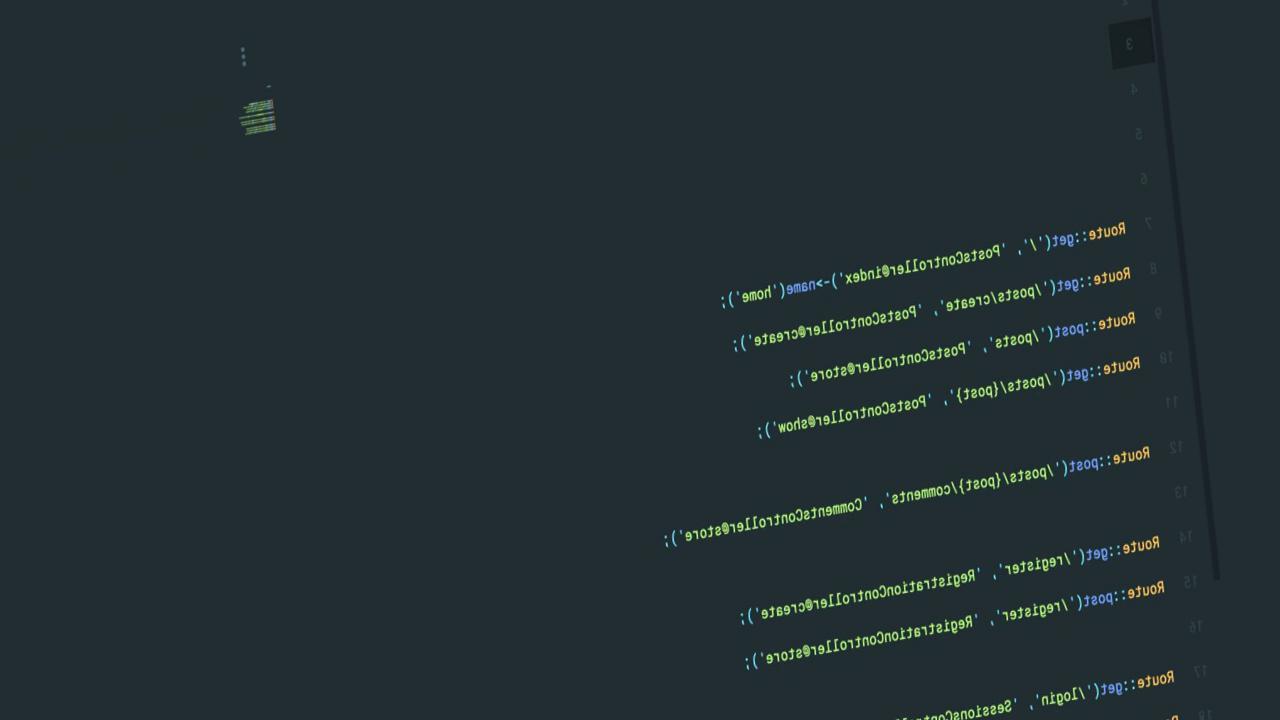 2
3
4
5
6
7 Route::get('/', 'PostsController@index')->name('home');
8 Route::get('/posts/create', 'PostsController@create');
9 Route::post('/posts', 'PostsController@store');
10 Route::get('/posts/{post}', 'PostsController@show');
11
12 Route::post('/posts/{post}/comments', 'CommentsController@store');
13
14 Route::get('/register', 'RegistrationController@create');
15 Route::post('/register', 'RegistrationController@store');
16
17 Route::get('/login', 'SessionsContro
18